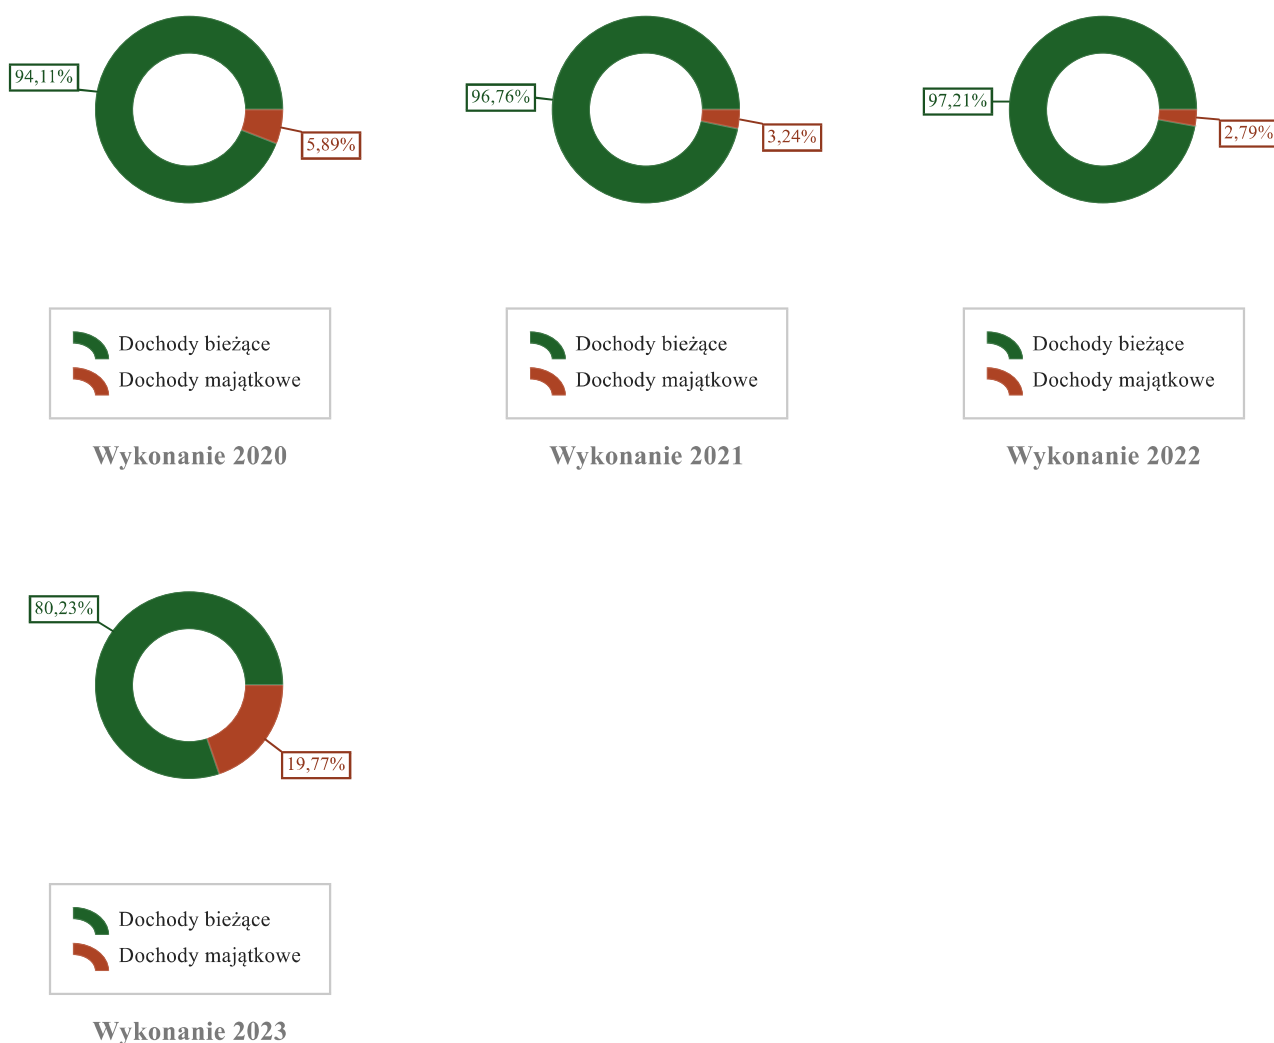 94,11%
5,89%
Dochody bieżące
Dochody majątkowe
Wykonanie 2020
96,76%
3,24%
Dochody bieżące
Dochody majątkowe
Wykonanie 2021
97,21%
2,79%
Dochody bieżące
Dochody majątkowe
Wykonanie 2022
80,23%
19,77%
Dochody bieżące
Dochody majątkowe
Wykonanie 2023